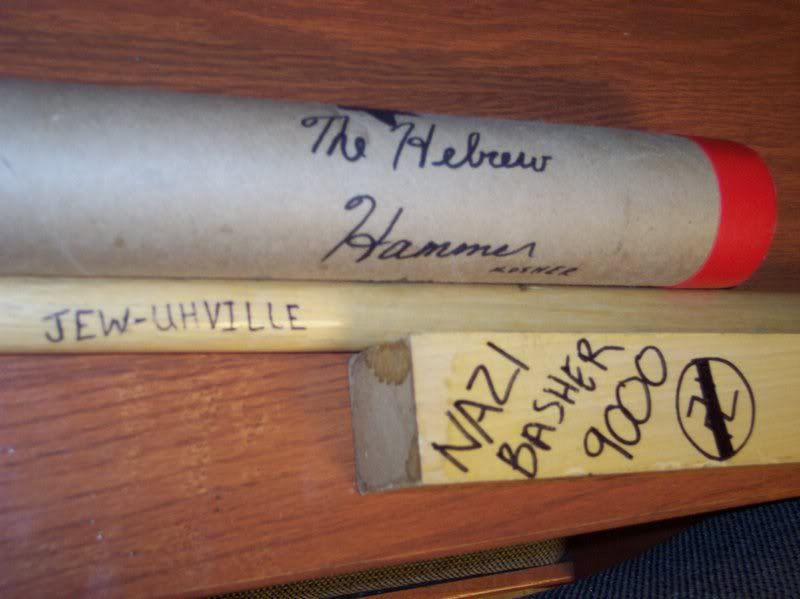 The Hebrew
Hammer
KOSHER
JEW-UHVILLE
NAZI
BASHER
9000